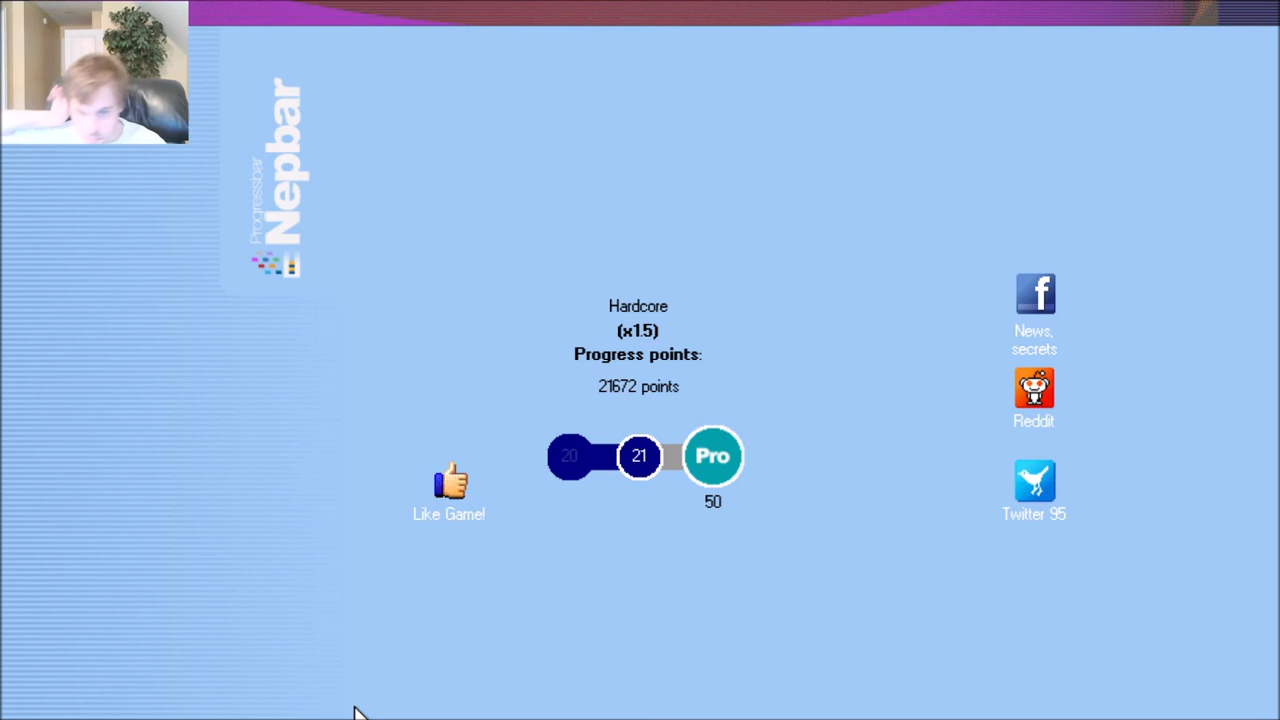 Progressbar
Nepbar
Hardcore
(x1.5)
Progress points:
21672 points
20
21
Pro
50
Like Game!
f
News,
secrets
Reddit
Twitter 95